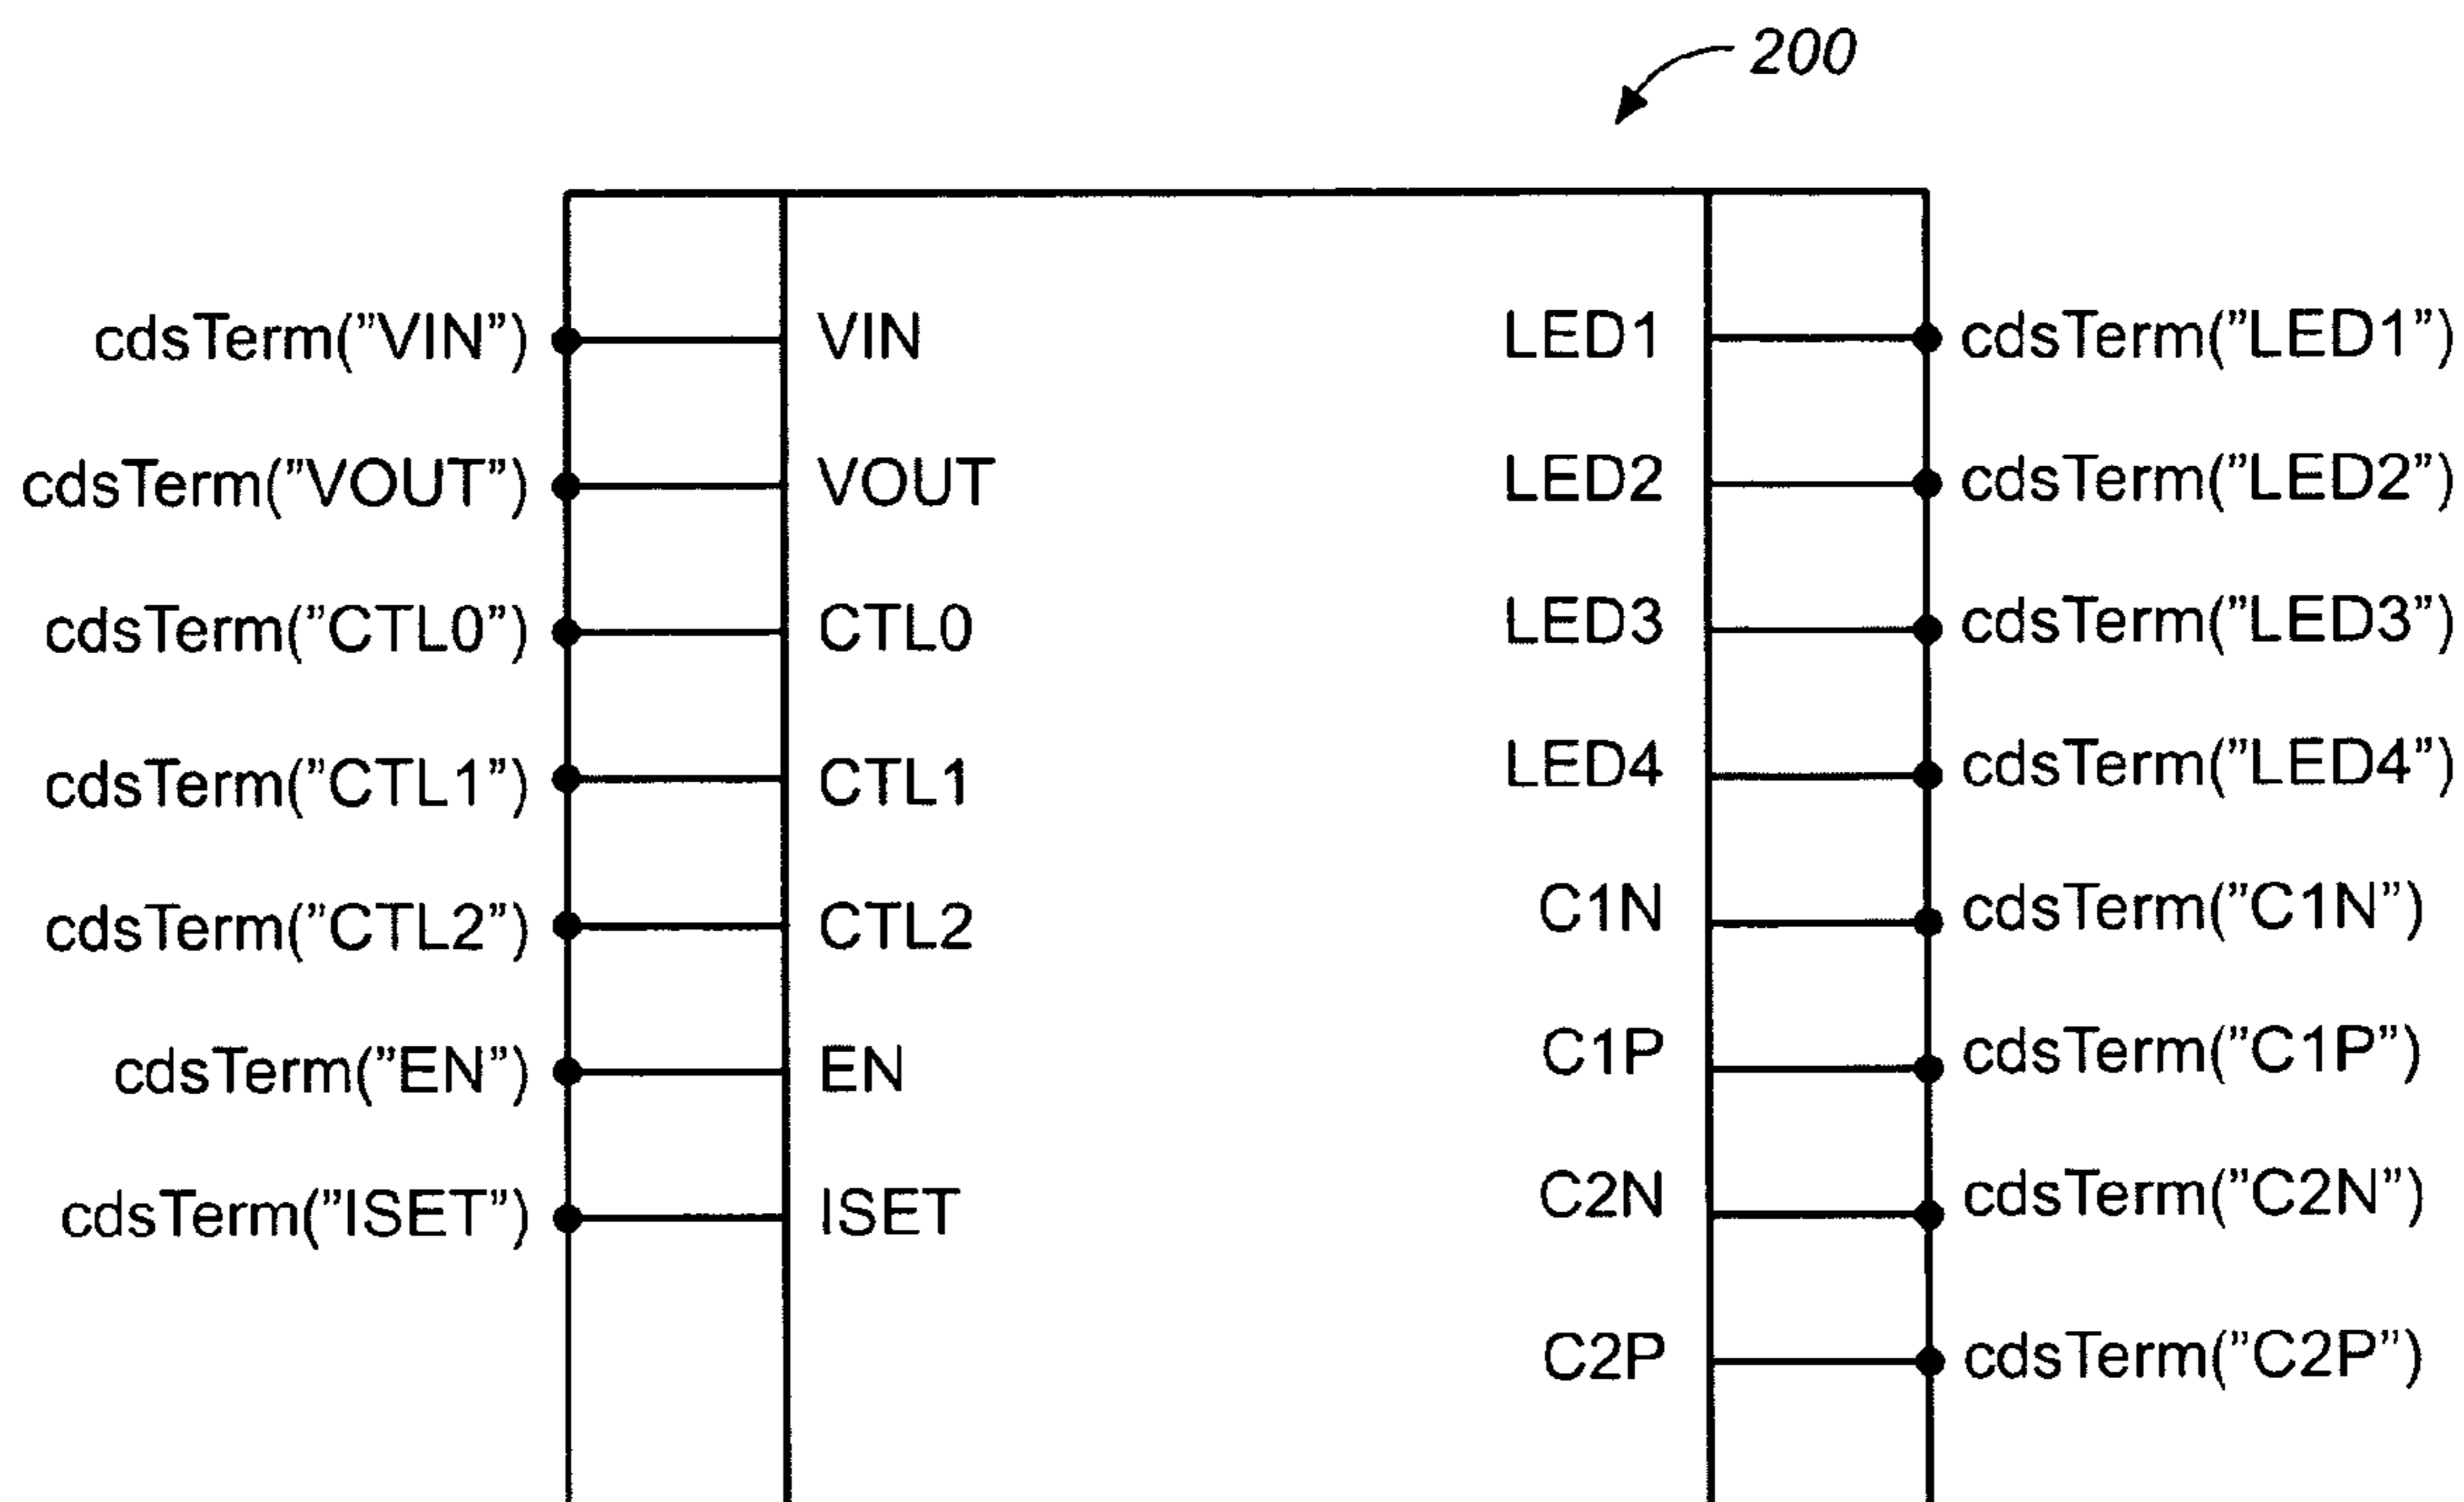 200
cdsTerm("VIN") VIN LED1 cdsTerm("LED1")
cdsTerm("VOUT") VOUT LED2 cdsTerm("LED2")
cdsTerm("CTL0") CTL0 LED3 cdsTerm("LED3")
cdsTerm("CTL1") CTL1 LED4 cdsTerm("LED4")
cdsTerm("CTL2") CTL2 C1N cdsTerm("C1N")
cdsTerm("EN") EN C1P cdsTerm("C1P")
cdsTerm("ISET") ISET C2N cdsTerm("C2N")
C2P cdsTerm("C2P")